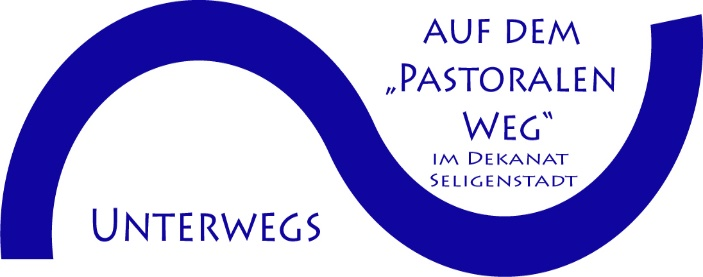 Unterwegs
auf dem
„Pastoralen
Weg“
im Dekanat
Seligenstadt